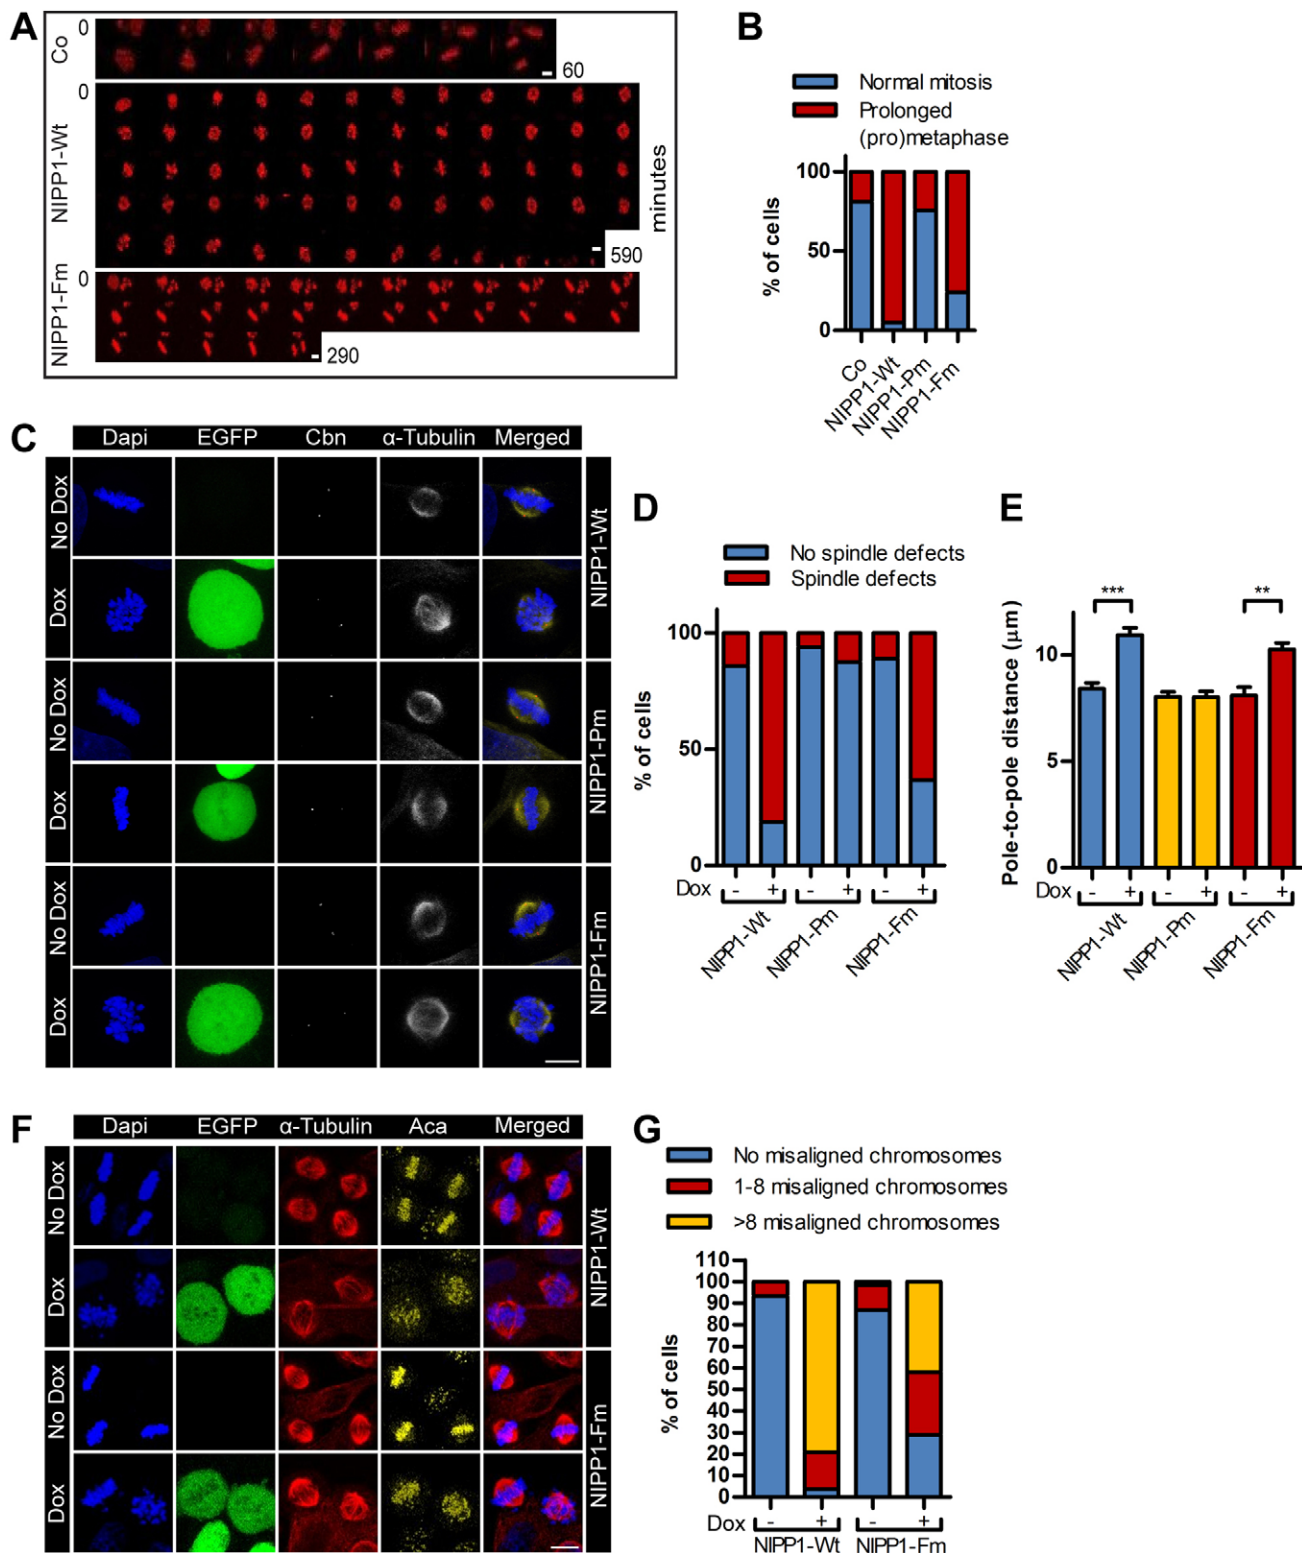 A
0
Co
60
0
NIPP1-Wt
590
minutes
0
NIPP1-Fm
290
B
Normal mitosis
Prolonged
(pro)metaphase
100
50
0
% of cells
Co
NIPP1-Wt
NIPP1-Pm
NIPP1-Fm
C
Dapi EGFP Cbn α-Tubulin Merged
No Dox
Dox
NIPP1-Wt
No Dox
Dox
NIPP1-Pm
No Dox
Dox
NIPP1-Fm
D
No spindle defects
Spindle defects
100
50
0
% of cells
Dox - + - + - +
NIPP1-Wt
NIPP1-Pm
NIPP1-Fm
E
*** **
10
5
0
Pole-to-pole distance (μm)
Dox - + - + - +
NIPP1-Wt
NIPP1-Pm
NIPP1-Fm
F
Dapi EGFP α-Tubulin Aca Merged
No Dox
Dox
NIPP1-Wt
No Dox
Dox
NIPP1-Fm
G
No misaligned chromosomes
1-8 misaligned chromosomes
>8 misaligned chromosomes
110
100
90
80
70
60
50
40
30
20
10
0
% of cells
Dox - + - +
NIPP1-Wt NIPP1-Fm